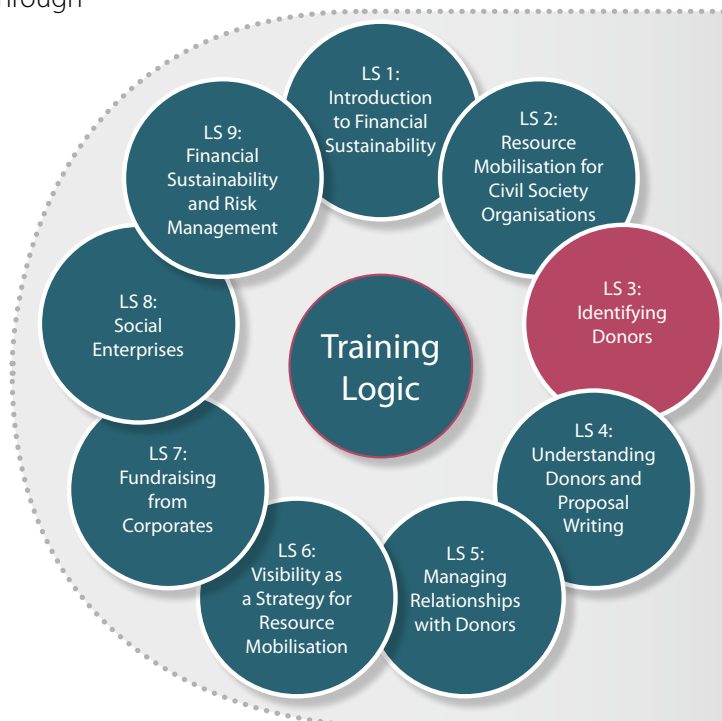 through
LS 1:
Introduction
to Financial
Sustainability
LS 2:
Resource
Mobilisation for
Civil Society
Organisations
LS 3:
Identifying
Donors
LS 4:
Understanding
Donors and
Proposal
Writing
LS 5:
Managing
Relationships
with Donors
LS 6:
Visibility as
a Strategy for
Resource
Mobilisation
LS 7:
Fundraising
from
Corporates
LS 8:
Social
Enterprises
LS 9:
Financial
Sustainability
and Risk
Management
Training
Logic